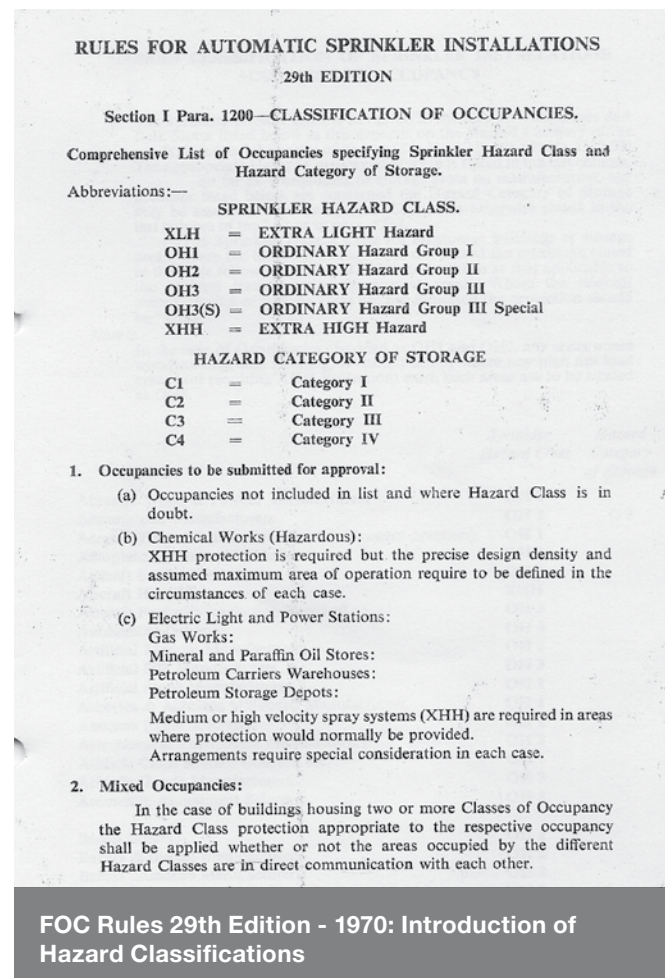 RULES FOR AUTOMATIC SPRINKLER INSTALLATIONS
29th EDITION
Section I Para. 1200—CLASSIFICATION OF OCCUPANCIES.
Comprehensive List of Occupancies specifying Sprinkler Hazard Class and
Hazard Category of Storage.
Abbreviations:—
SPRINKLER HAZARD CLASS.
XLH = EXTRA LIGHT Hazard
OH1 = ORDINARY Hazard Group I
OH2 = ORDINARY Hazard Group II
OH3 = ORDINARY Hazard Group III
OH3(S) = ORDINARY Hazard Group III Special
XHH = EXTRA HIGH Hazard
HAZARD CATEGORY OF STORAGE
C1 = Category I
C2 = Category II
C3 = Category III
C4 = Category IV
1. Occupancies to be submitted for approval:
(a) Occupancies not included in list and where Hazard Class is in
doubt.
(b) Chemical Works (Hazardous):
XHH protection is required but the precise design density and
assumed maximum area of operation require to be defined in the
circumstances of each case.
(c) Electric Light and Power Stations:
Gas Works:
Mineral and Paraffin Oil Stores:
Petroleum Carriers Warehouses:
Petroleum Storage Depots:
Medium or high velocity spray systems (XHH) are required in areas
where protection would normally be provided.
Arrangements require special consideration in each case.
2. Mixed Occupancies:
In the case of buildings housing two or more Classes of Occupancy
the Hazard Class protection appropriate to the respective occupancy
shall be applied whether or not the areas occupied by the different
Hazard Classes are in direct communication with each other.
FOC Rules 29th Edition - 1970: Introduction of
Hazard Classifications